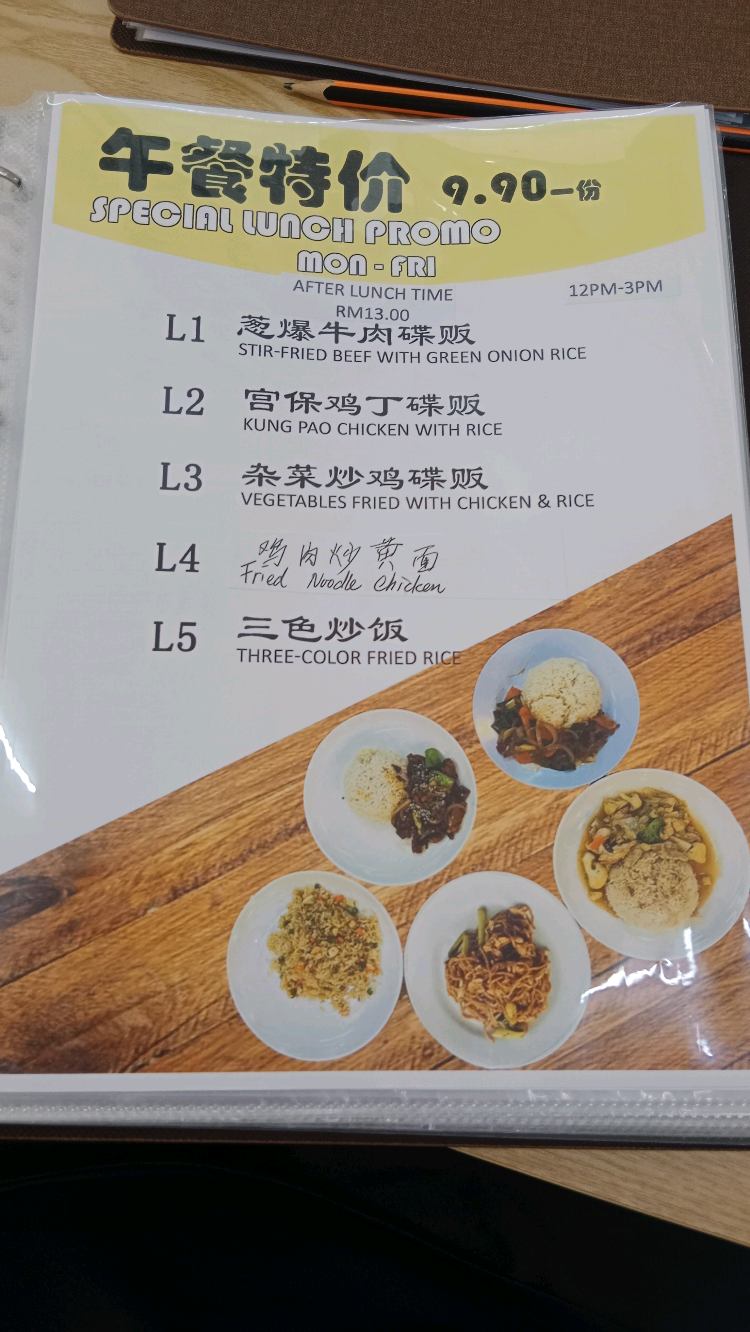 午餐特价 9.90一份
SPECIAL LUNCH PROMO
MON - FRI
AFTER LUNCH TIME 12PM-3PM
RM13.00
L1 葱爆牛肉碟贩
STIR-FRIED BEEF WITH GREEN ONION RICE
L2 宫保鸡丁碟贩
KUNG PAO CHICKEN WITH RICE
L3 杂菜炒鸡碟贩
VEGETABLES FRIED WITH CHICKEN & RICE
L4 鸡肉炒黄面
Fried Noodle Chicken
L5 三色炒饭
THREE-COLOR FRIED RICE